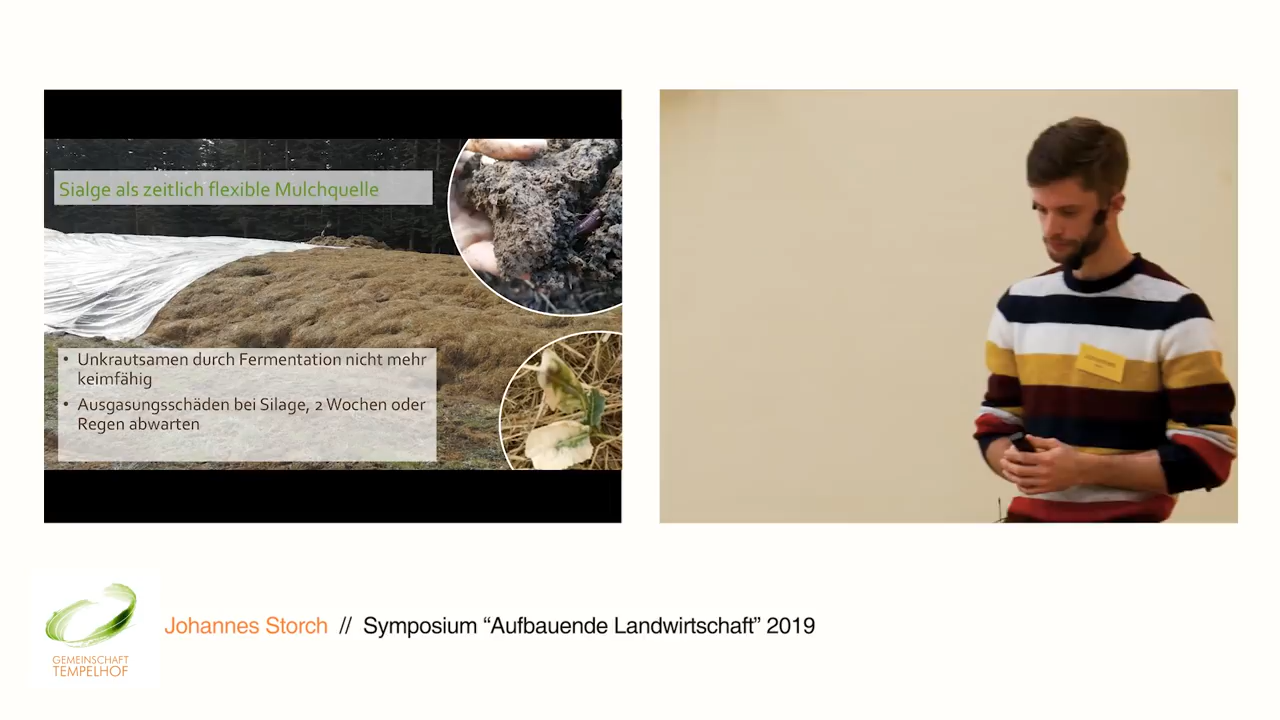 Sialge als zeitlich flexible Mulchquelle
• Unkrautsamen durch Fermentation nicht mehr
keimfähig
• Ausgasungsschäden bei Silage, 2 Wochen oder
Regen abwarten
GEMEINSCHAFT
TEMPELHOF
Johannes Storch // Symposium “Aufbauende Landwirtschaft” 2019